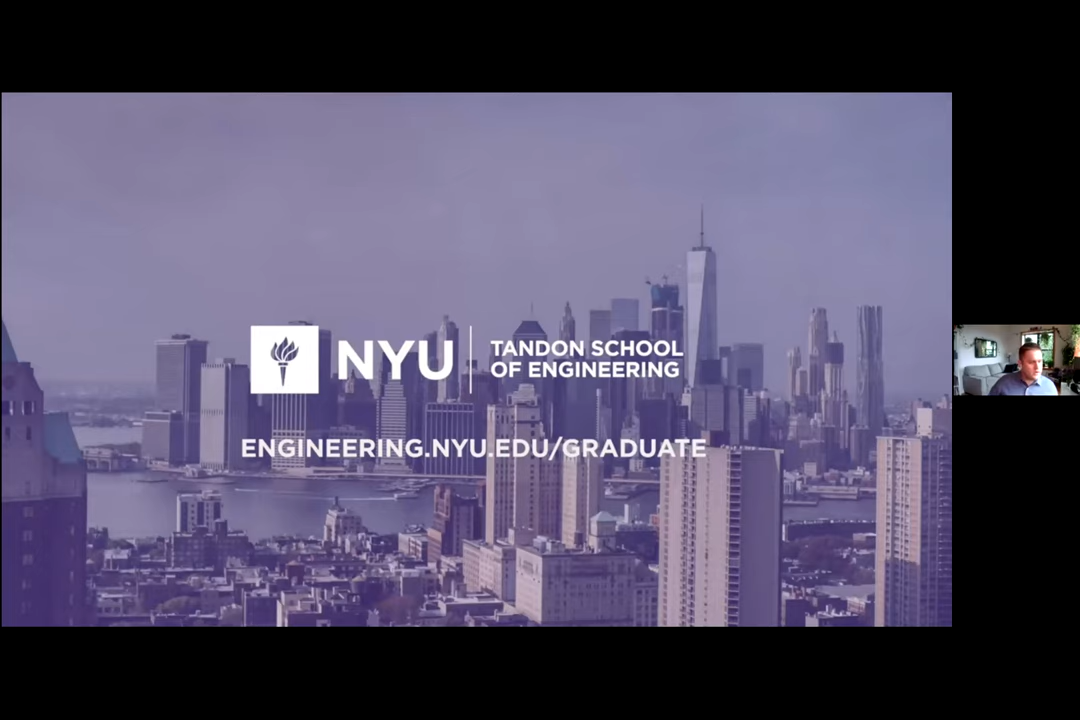 NYU
TANDON SCHOOL
OF ENGINEERING
ENGINEERING.NYU.EDU/GRADUATE